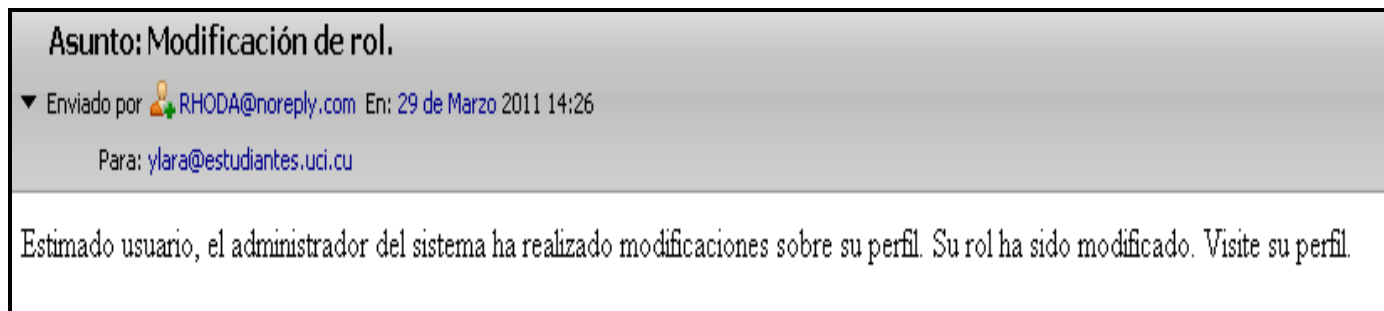 Asunto: Modificación de rol.
Enviado por RHODA@noreply.com En: 29 de Marzo 2011 14:26
Para: ylara@estudiantes.uci.cu
Estimado usuario, el administrador del sistema ha realizado modificaciones sobre su perfil. Su rol ha sido modificado. Visite su perfil.